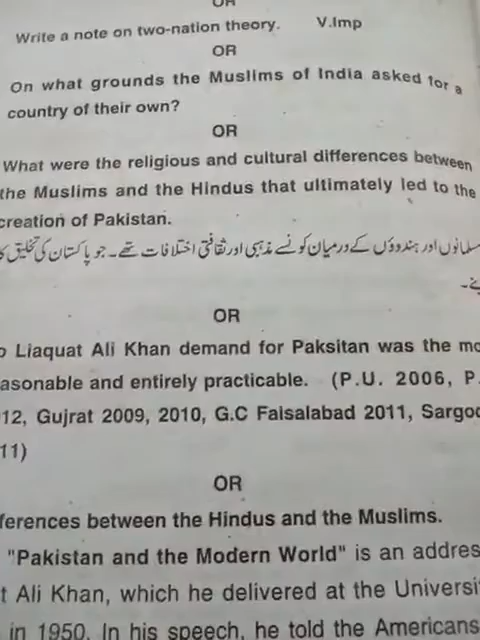 OR
Write a note on two-nation theory. V.Imp
OR
On what grounds the Muslims of India asked for a
country of their own?
OR
What were the religious and cultural differences between
the Muslims and the Hindus that ultimately led to the
creation of Pakistan.
مسلمانوں اور ہندوؤں کے درمیان کونسے مذہبی اور ثقافتی اختلافات تھے۔ جو پاکستان کی تخلیق کا
OR
Liaquat Ali Khan demand for Paksitan was the
asonable and entirely practicable. (P.U. 2006, P.
12, Gujrat 2009, 2010, G.C Faisalabad 2011,
11)
OR
ferences between the Hindus and the Muslims.
"Pakistan and the Modern World" is an addres
t Ali Khan, which he delivered at the Universi
in 1950. In his speech, he told the Americans